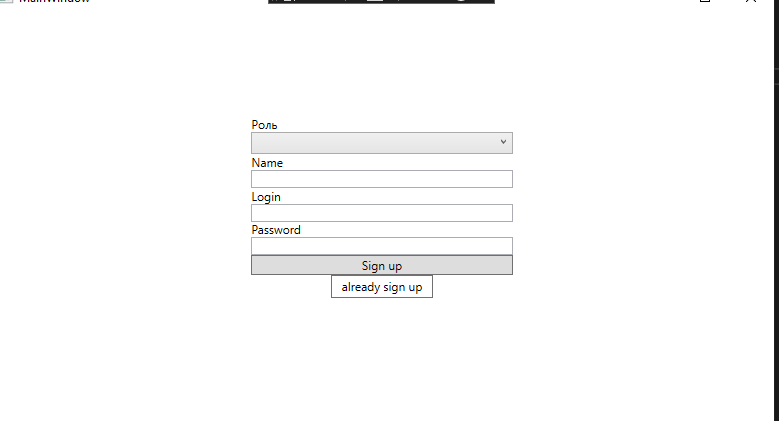 MainWindow
Роль
Name
Login
Password
Sign up
already sign up